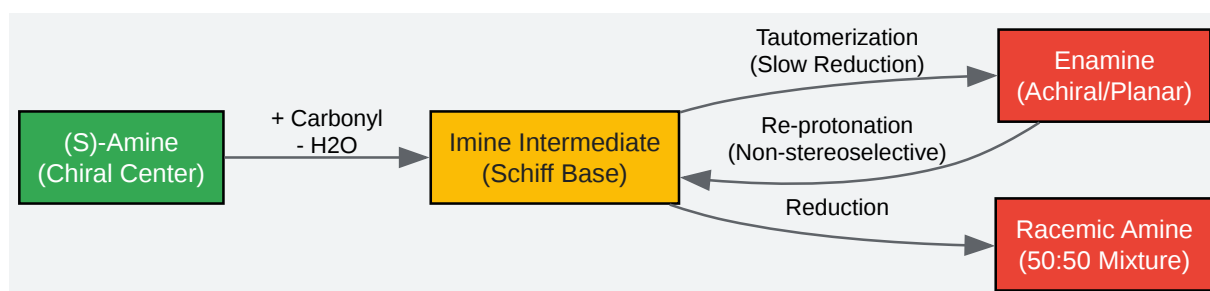 (S)-Amine
(Chiral Center)
+ Carbonyl
- H2O
Imine Intermediate
(Schiff Base)
Tautomerization
(Slow Reduction)
Enamine
(Achiral/Planar)
Re-protonation
(Non-stereoselective)
Reduction
Racemic Amine
(50:50 Mixture)